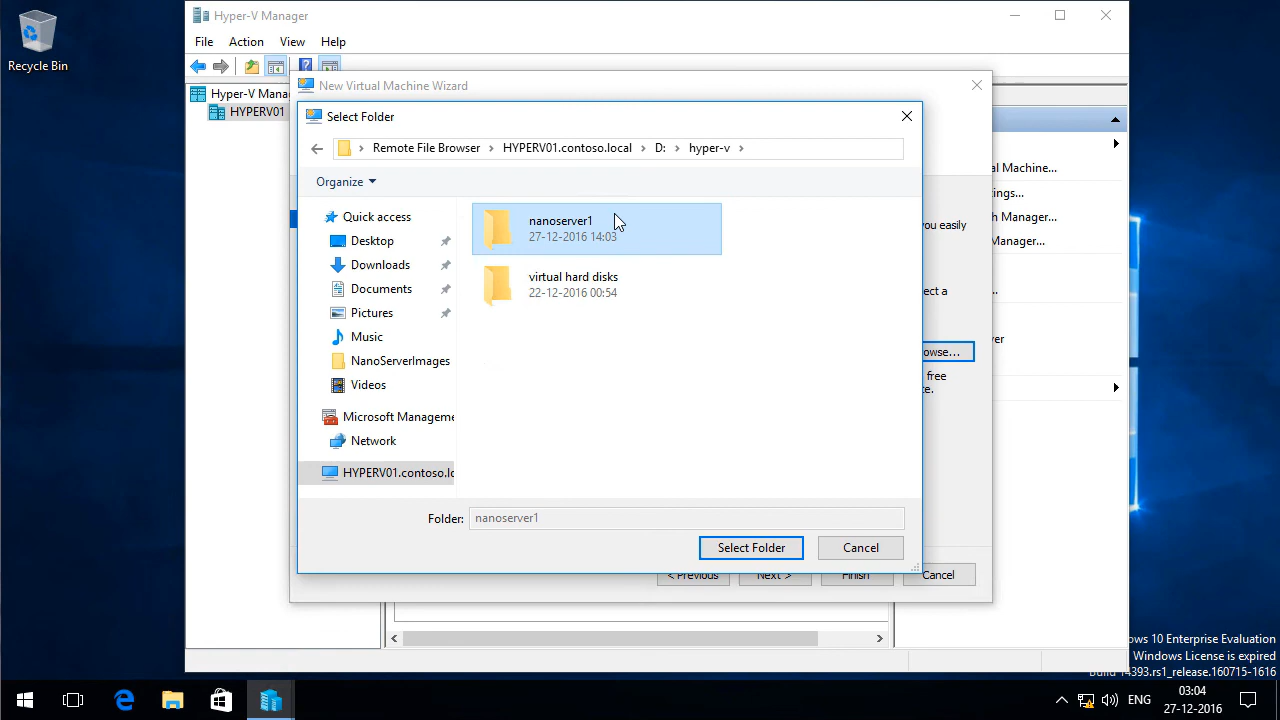 Recycle Bin
Hyper-V Manager
File Action View Help
Hyper-V Mana
HYPERV01
New Virtual Machine Wizard
Select Folder
Remote File Browser HYPERV01.contoso.local D: hyper-v
Organize
Quick access
Desktop
Downloads
Documents
Pictures
Music
NanoServerImages
Videos
Microsoft Manageme
Network
HYPERV01.contoso.lo
nanoserver1
27-12-2016 14:03
virtual hard disks
22-12-2016 00:54
Folder: nanoserver1
Select Folder Cancel
you easily
ect a
owse...
free
te.
< Previous Next > Finish Cancel
al Machine...
ngs...
h Manager...
Manager...
...
ver
ows 10 Enterprise Evaluation
Windows License is expired
Build 14393.rs1_release.160715-1616
ENG
03:04
27-12-2016